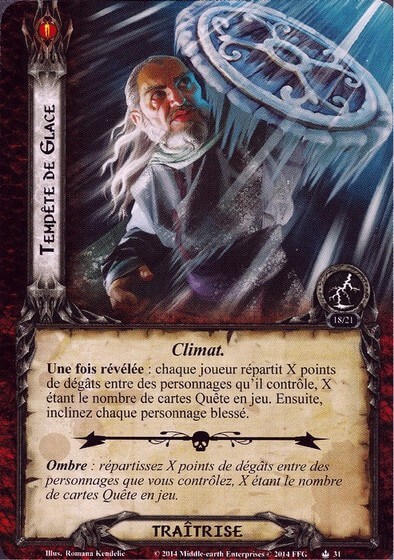 TEMPÊTE DE GLACE
18/21
Climat.
Une fois révélée : chaque joueur répartit X points
de dégâts entre des personnages qu'il contrôle, X
étant le nombre de cartes Quête en jeu. Ensuite,
inclinez chaque personnage blessé.
Ombre : répartissez X points de dégâts entre des
personnages que vous contrôlez, X étant le nombre
de cartes Quête en jeu.
TRAÎTRISE
Illus. Romana Kendelic © 2014 Middle-earth Enterprises © 2014 FFG 31